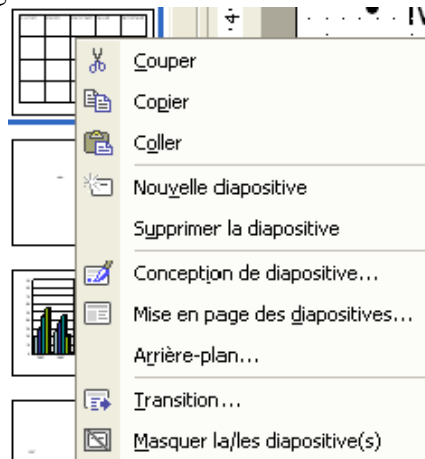 Couper
Copier
Coller
Nouvelle diapositive
Supprimer la diapositive
Conception de diapositive...
Mise en page des diapositives...
Arrière-plan...
Transition...
Masquer la/les diapositive(s)